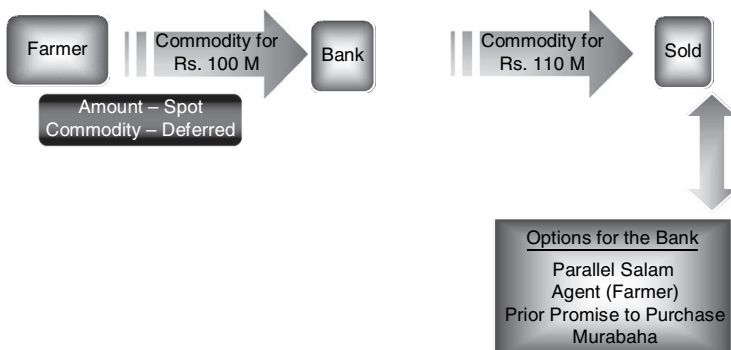 Farmer
Commodity for
Rs. 100 M
Bank
Commodity for
Rs. 110 M
Sold
Amount – Spot
Commodity – Deferred
Options for the Bank
Parallel Salam
Agent (Farmer)
Prior Promise to Purchase
Murabaha